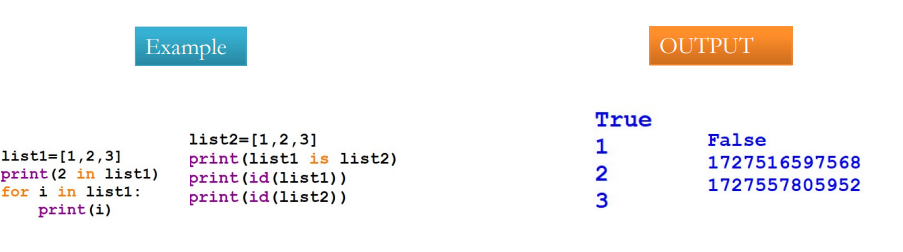 Example
OUTPUT
list1=[1,2,3]
print(2 in list1)
for i in list1:
    print(i)
list2=[1,2,3]
print(list1 is list2)
print(id(list1))
print(id(list2))
True
1
2
3
False
1727516597568
1727557805952